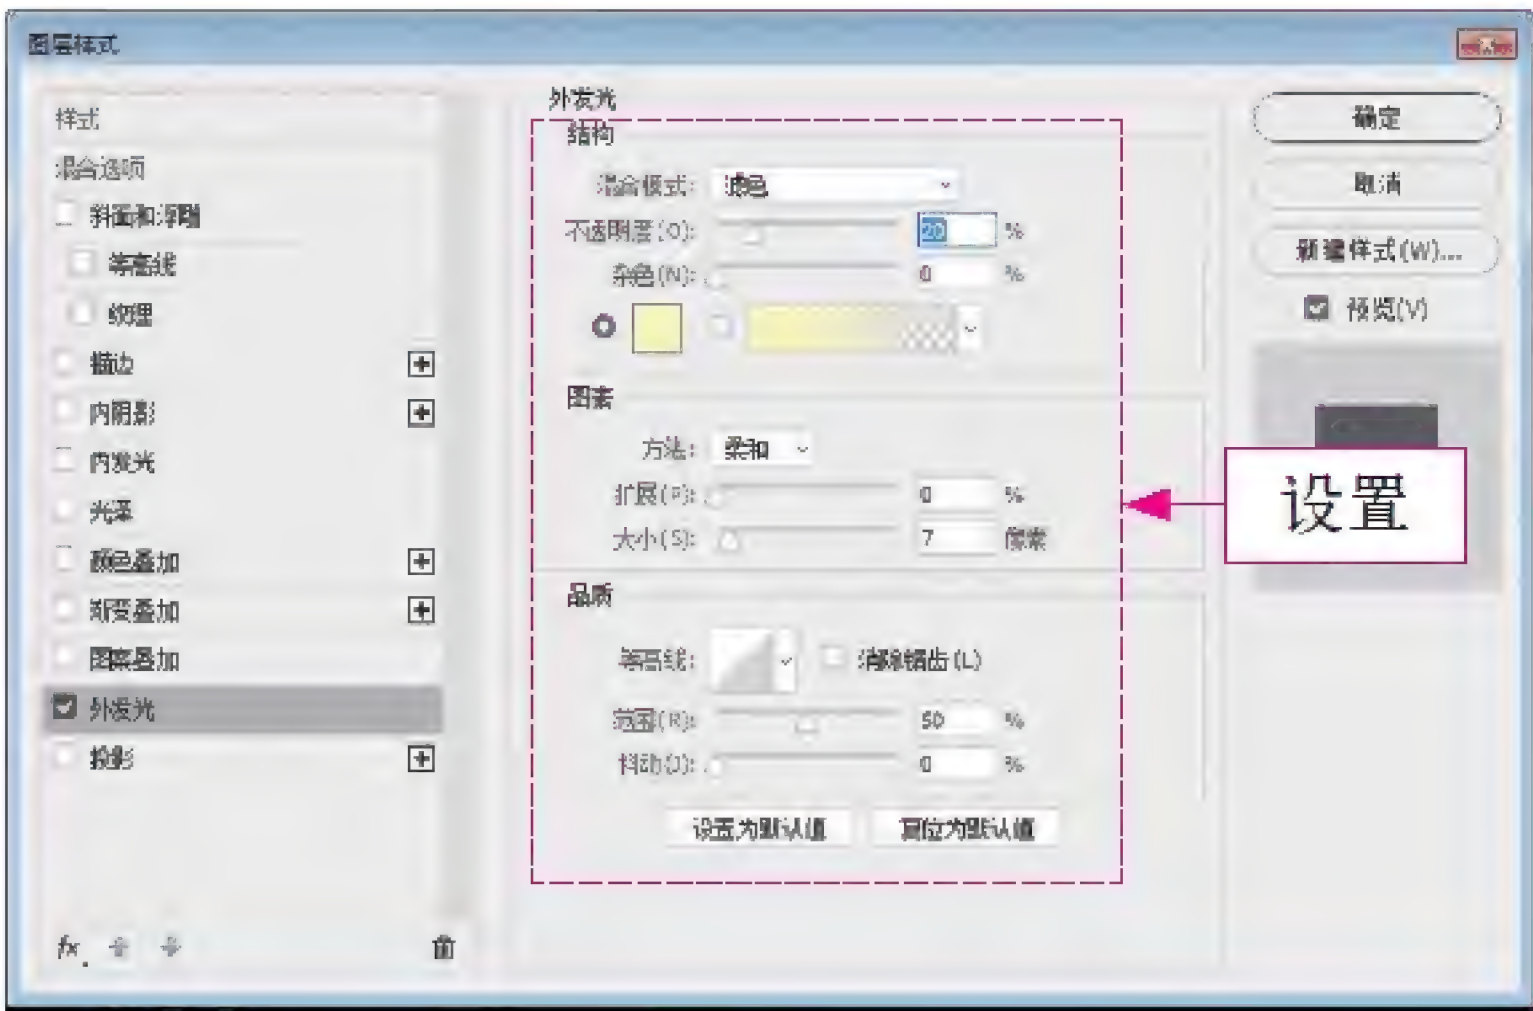 图层样式
样式
混合选项
斜面和浮雕
等高线
纹理
描边
内阴影
内发光
光泽
颜色叠加
渐变叠加
图案叠加
外发光
投影
fx
外发光
结构
混合模式: 滤色
不透明度(O): 20 %
杂色(N): 0 %
图素
方法: 柔和
扩展(P): 0 %
大小(S): 7 像素
品质
等高线: 消除锯齿(L)
范围(R): 50 %
抖动(J): 0 %
设置为默认值 复位为默认值
确定
取消
新建样式(W)...
预览(V)
设置